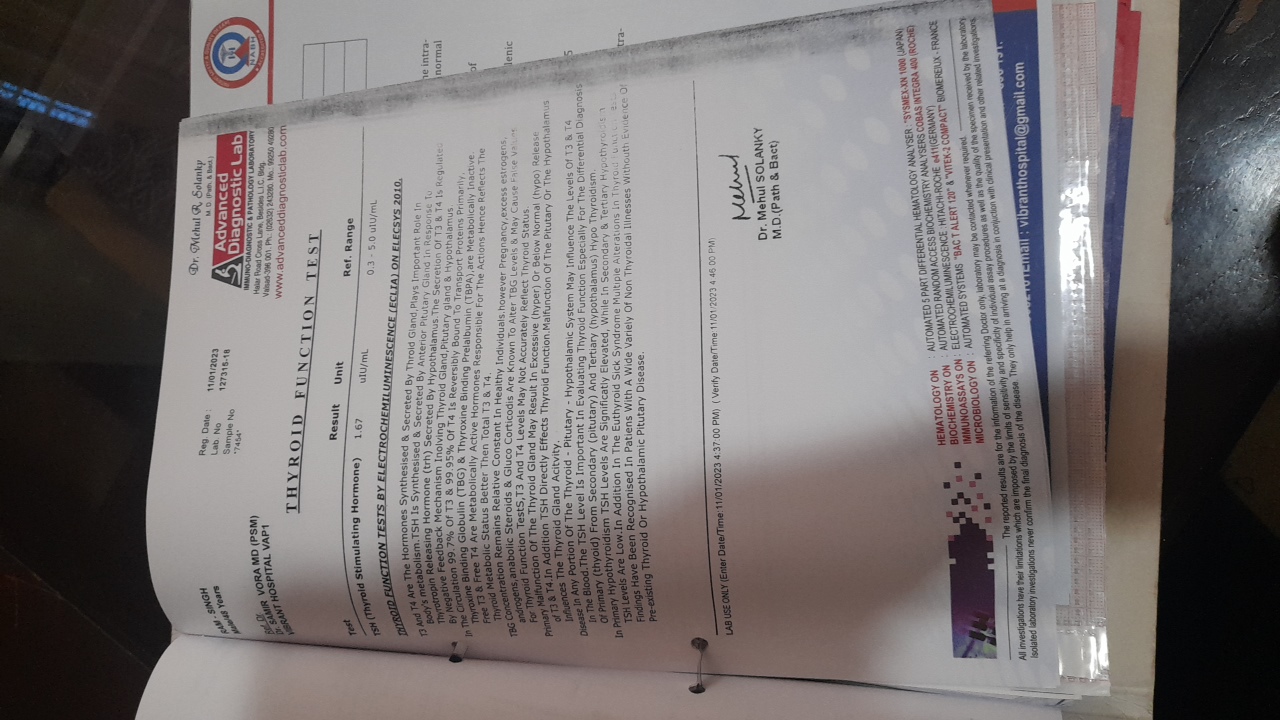 RAM - SINGH
Male/45 Years
Ref. Dr
Dr. SAMIR VORA MD (PSM)
VIBRANT HOSPITAL VAP1
Reg. Date : 11/01/2023
Lab. No 127315-18
Sample No
"7454"
Dr. Mehul R. Solanky
M. D. (Path. & Bact.)
Advanced
Diagnostic Lab
IMMUNO-DIAGNOSTIC & PATHOLOGY LABORATORY
Halar Road Cross Lane, Besides L.I.C. Bldg.
Valsad-396 001. Ph.: (02632) 243280, Mo.: 99250 49280
www.advanceddiagnosticlab.com
NABH
THYROID FUNCTION TEST
Test Result Unit Ref. Range
TSH (Thyroid Stimulating Hormone) 1.67 uIU/mL 0.3 - 5.0 uIU/mL
THYROID FUNCTION TESTS BY ELECTROCHEMILUMINESCENCE (ECLIA) ON ELECSYS 2010.
T3 And T4 Are The Hormones Synthesised & Secreted By Throid Gland,Plays Important Role In
Body's metabolism.TSH Is Synthesised & Secreted By Anterior Pitutary Gland In Response To
Thyrotropin Releasing Hormone (trh) Secreted By Hypothalamus.The Secretion Of T3 & T4 Is Regulated
By Negative Feedback Mechanism Inolving Thyroid Gland,Pitutary gland & Hypothalamus.
In The Circulation 99.7% Of T3 & 99.95% Of T4 Is Reversibly Bound To Transport Proteins Primarily,
Thyroxine Binding Globulin (TBG) & Thyroxine Binding Prelalbumin (TBPA),are Metabolically Inactive.
Free T3 & Free T4 Are Metabolically Active Hormones Responsible For The Actions Hence Reflects The
Thyroid Metabolic Status Better Then Total T3 & T4.
TBG Concentration Remains Relative Constant In Healthy Individuals.however Pregnancy,excess estrogens,
androgens,anabolic Steroids & Gluco Corticoids Are Known To Alter TBG Levels & May Cause False Values
For Thyroid Function TestS,T3 And T4 Levels May Not Accurately Reflect Thyroid Status.
Primary Malfunction Of The Thyroid Gland May Result In Excessive (hyper) Or Below Normal (hypo) Release
of T3 & T4.In Addition TSH Directly Effects Thyroid Function.Malfunction Of The Pitutary Or The Hypothalamus
Influences The Thyroid Gland Acitvity.
Disease In Any Portion Of The Thyroid - Pituitary - Hypothalamic System May Influence The Levels Of T3 & T4
In The Blood.The TSH Level Is Important In Evaluating Thyroid Function Especially For The Differential Diagnosis
Of Primary (thyoid) From Secondary (pitutary) And Tertiary (hypothalamus) Hypo Thyroidism.
In Primary Hypothyroidism TSH Levels Are Significatly Elevated, While In Secondary & Tertiary Hypothyroidism
TSH Levels Are Low.In Addition In The Euthyroid Sick Syndrome Multiple Alterations In Thyroid
Findings Have Been Recognised In Patiens With A Wide Variely Of Non Thyroidal Illnesses Withouth Evidence Of
Pre-existing Thyroid Or Hypothalamic Pitutary Disease.
LAB USE ONLY (Enter Date/Time:11/01/2023 4:37:00 PM) ( Verify Date/Time:11/01/2023 4:46:00 PM)
Mehul
Dr. Mehul SOLANKY
M.D.(Path & Bact)
HEMATOLOGY ON : AUTOMATED 5 PART DIFFERENTIAL HEMATOLOGY ANALYSER : "SYSMEX-XN 1000 (JAPAN)
BIOCHEMISTRY ON : AUTOMATED RANDOM ACCESS BIOCHEMISTRY ANALYSERS COBAS INTEGRA 400 (ROCHE)
IMMUNOASSAYS ON : ELECTROCHEMILUMINESCENCE :HITACHI-ROCHE e411(GERMANY)
MICROBIOLOGY ON : AUTOMATED SYSTEMS "BAC T ALERT 120" & "VITEK-2 COMPACT" BIOMEREIUX - FRANCE
The reported results are for the information of the referring Doctor only, laboratory may be contacted whenever required.
All investigations have their limitations which are imposed by the limits of sensitivity and specificity of individual assay procedures as well as the quality of the specimen received by the laboratory.
Isolated laboratory investigations never confirm the final diagnosis of the disease. They only help in arriving at a diagnosis in conjuction with clinical presentation and other related investigations.
he intra-
normal
of
lenic
5
tra-
Email : vibranthospital@gmail.com